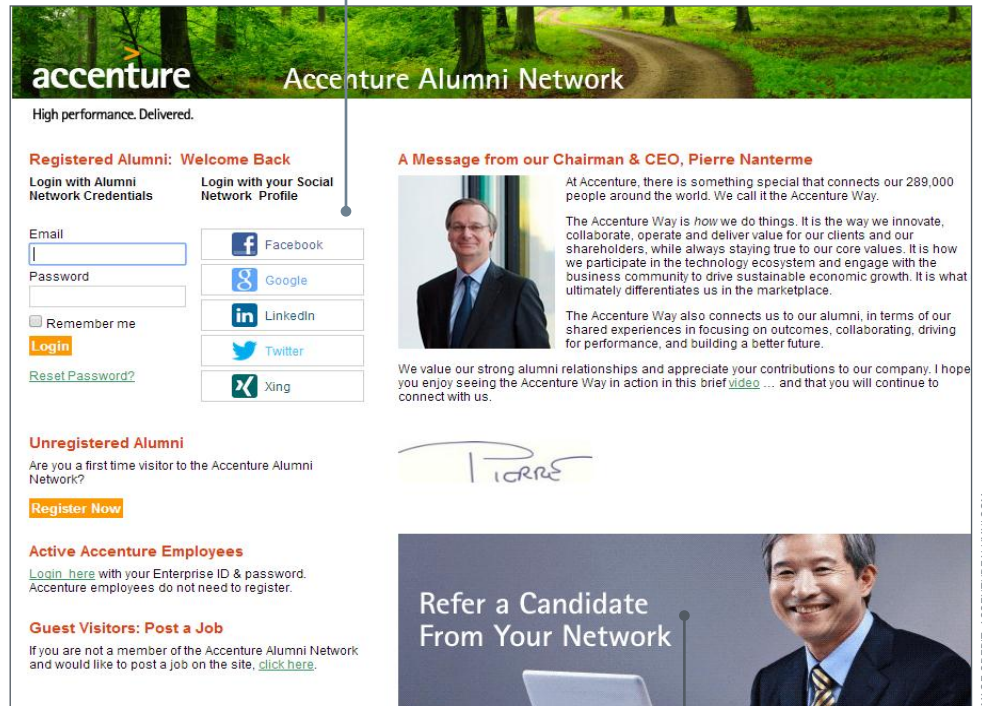 accenture
Accenture Alumni Network
High performance. Delivered.
Registered Alumni: Welcome Back
Login with Alumni
Network Credentials
Login with your Social
Network Profile
Email
Password
Remember me
Login
Reset Password?
Facebook
Google
LinkedIn
Twitter
Xing
Unregistered Alumni
Are you a first time visitor to the Accenture Alumni
Network?
Register Now
Active Accenture Employees
Login here with your Enterprise ID & password.
Accenture employees do not need to register.
Guest Visitors: Post a Job
If you are not a member of the Accenture Alumni Network
and would like to post a job on the site, click here.
A Message from our Chairman & CEO, Pierre Nanterme
At Accenture, there is something special that connects our 289,000
people around the world. We call it the Accenture Way.
The Accenture Way is how we do things. It is the way we innovate,
collaborate, operate and deliver value for our clients and our
shareholders, while always staying true to our core values. It is how
we participate in the technology ecosystem and engage with the
business community to drive sustainable economic growth. It is what
ultimately differentiates us in the marketplace.
The Accenture Way also connects us to our alumni, in terms of our
shared experiences in focusing on outcomes, collaborating, driving
for performance, and building a better future.
We value our strong alumni relationships and appreciate your contributions to our company. I hope
you enjoy seeing the Accenture Way in action in this brief video … and that you will continue to
connect with us.
PIERRE
Refer a Candidate
From Your Network